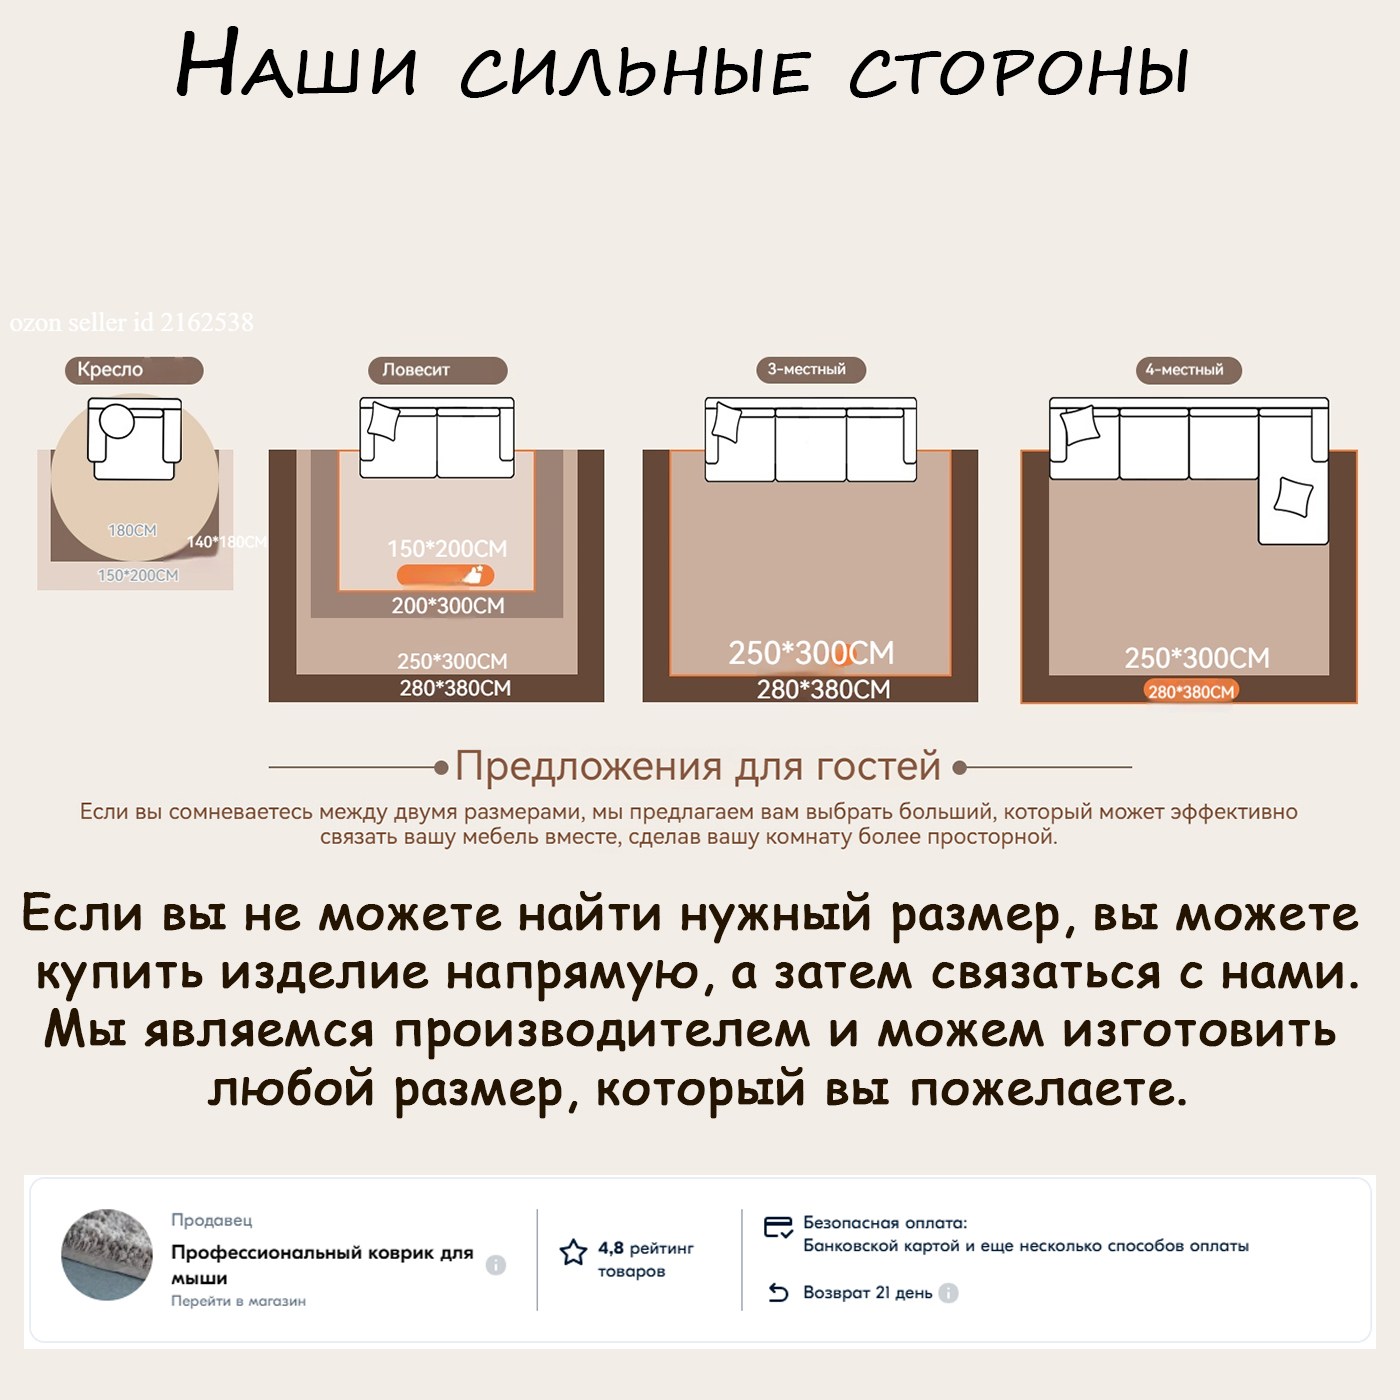 Наши сильные стороны
ozon seller id 2162538
Кресло
Ловесит
3-местный
4-местный
180CM
140*180CM
150*200CM
150*200CM
200*300CM
250*300CM
280*380CM
250*300CM
280*380CM
250*300CM
280*380CM
Предложения для гостей
Если вы сомневаетесь между двумя размерами, мы предлагаем вам выбрать больший, который может эффективно
связать вашу мебель вместе, сделав вашу комнату более просторной.
Если вы не можете найти нужный размер, вы можете
купить изделие напрямую, а затем связаться с нами.
Мы являемся производителем и можем изготовить
любой размер, который вы пожелаете.
Продавец
Профессиональный коврик для
мыши
Перейти в магазин
4,8 рейтинг
товаров
Безопасная оплата:
Банковской картой и еще несколько способов оплаты
Возврат 21 день